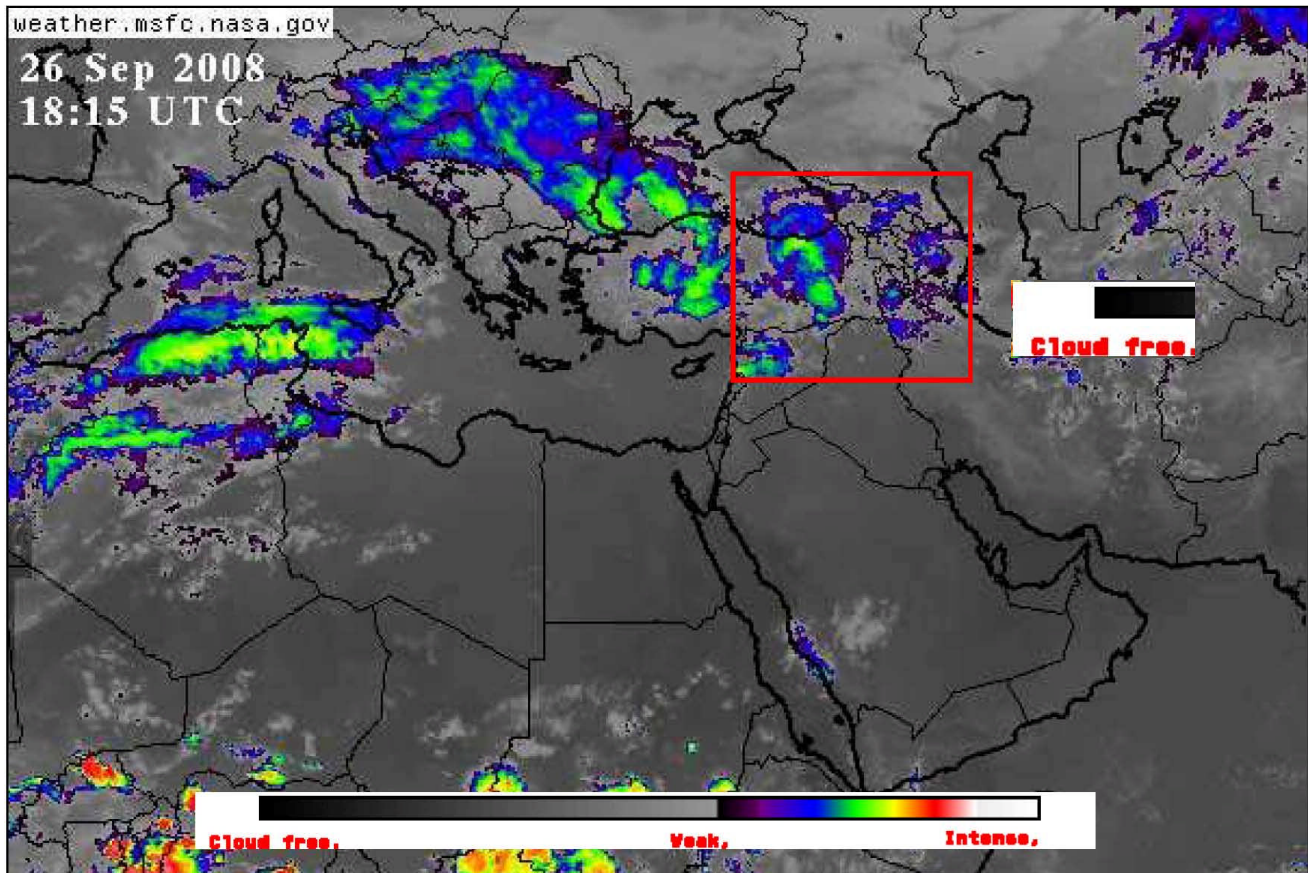 weather.msfc.nasa.gov
26 Sep 2008
18:15 UTC
Cloud free,
Cloud free, Weak, Intense,